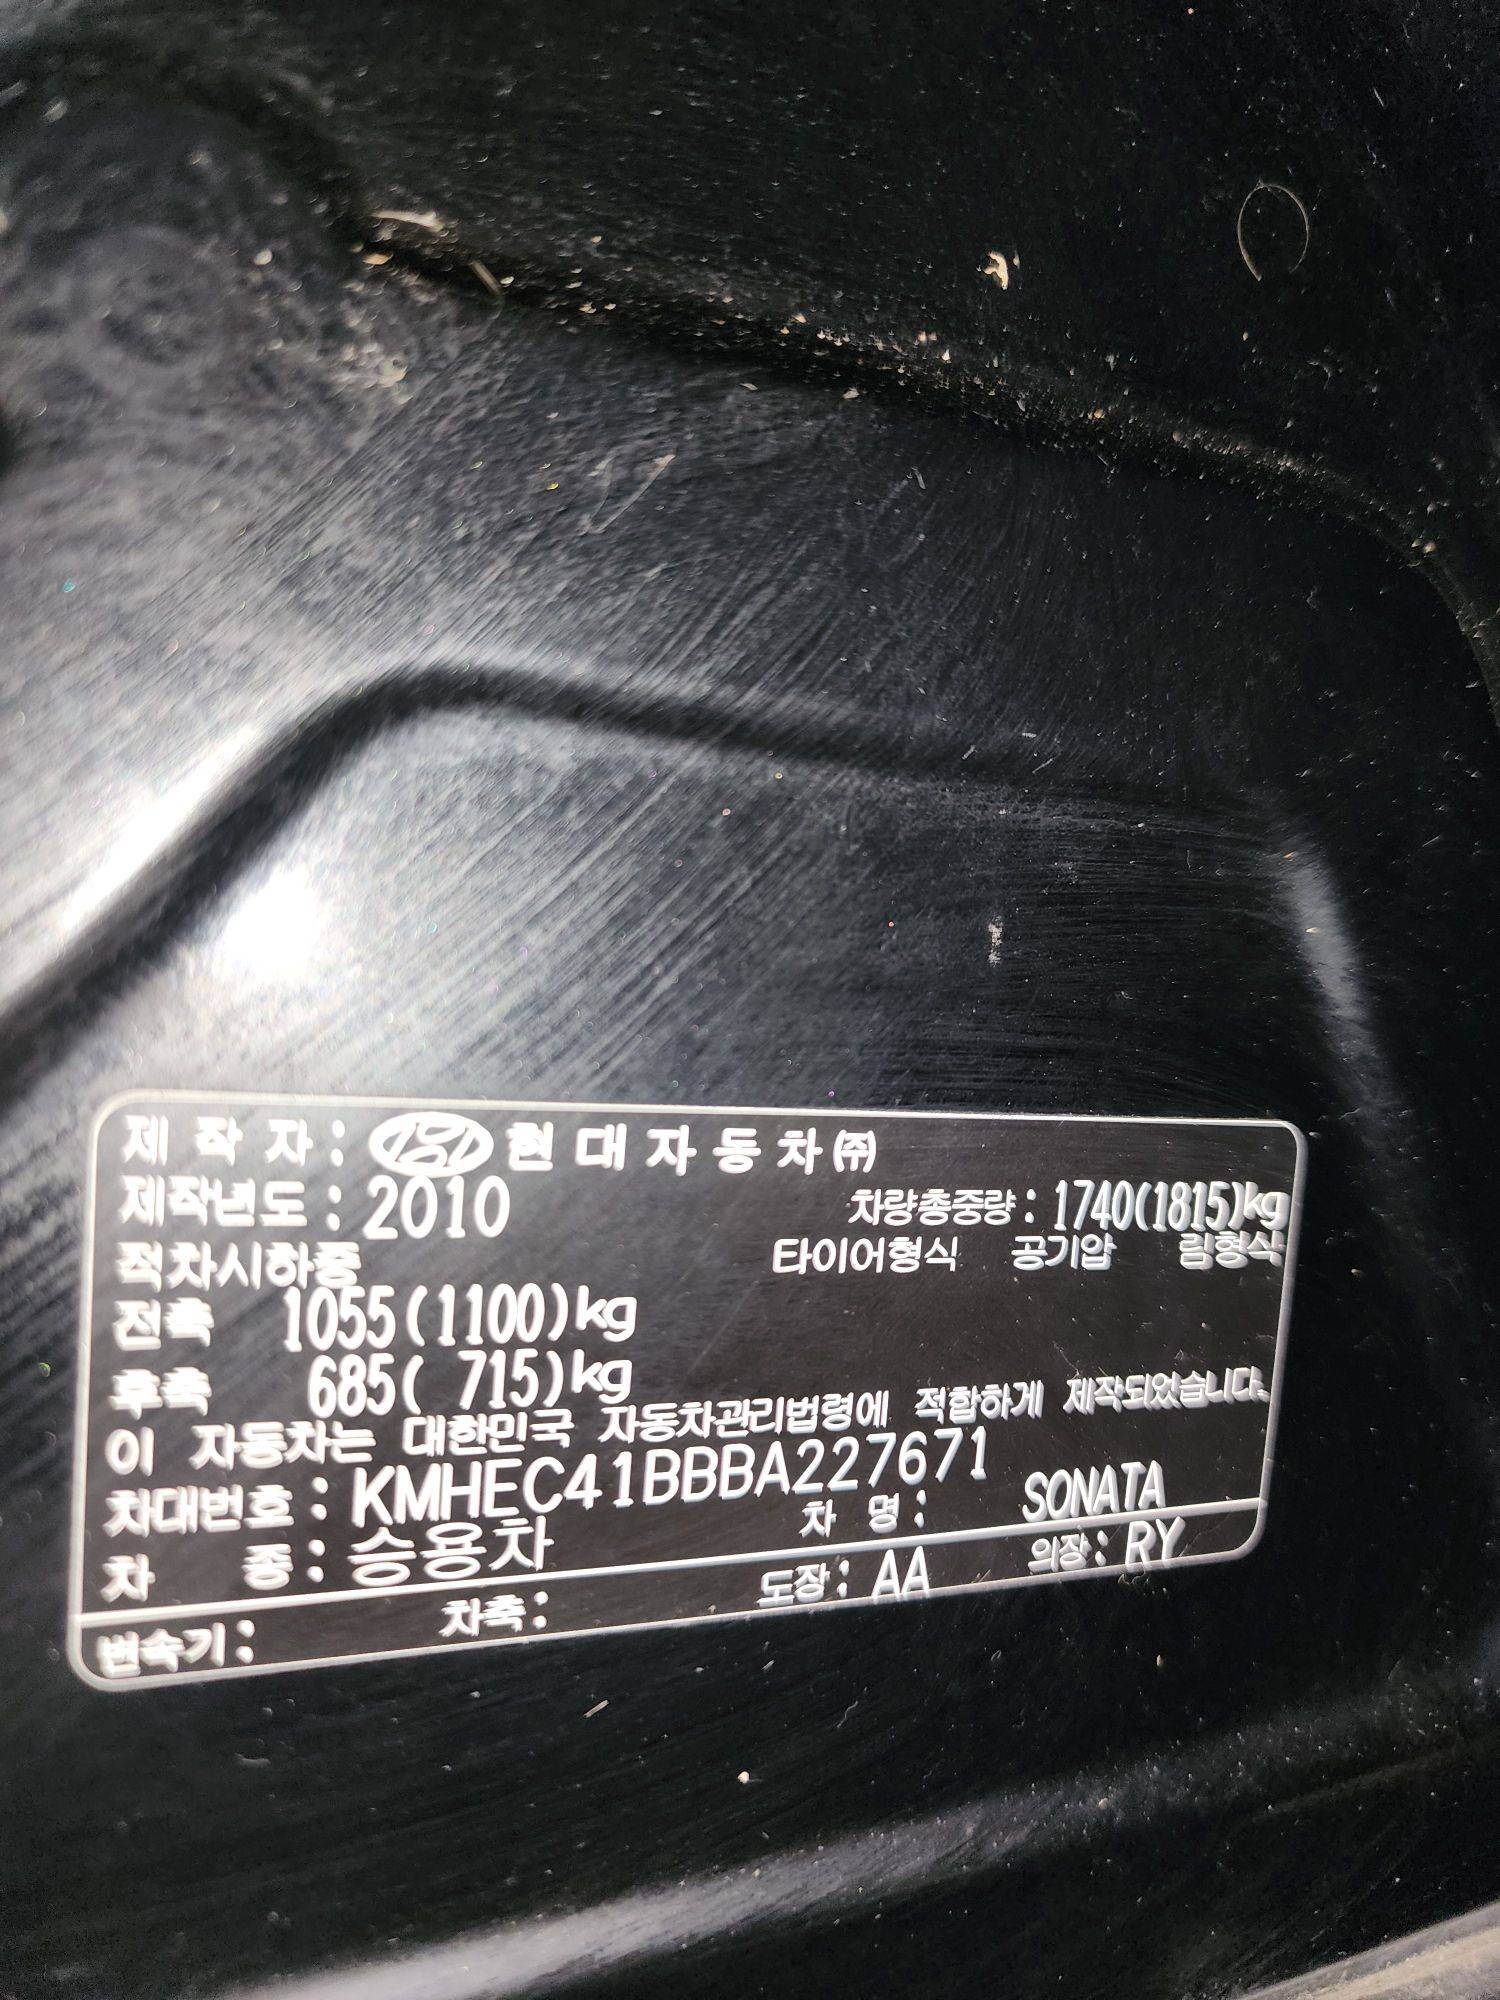 제 작 자 : 현 대 자 동 차 ㈜
제작년도 : 2010 차량총중량 : 1740(1815)kg
적차시하중 타이어형식 공기압 림형식
전축 1055(1100)kg
후축 685( 715)kg
이 자동차는 대한민국 자동차관리법령에 적합하게 제작되었습니다.
차대번호 : KMHEC41BBBA227671
차 종 : 승용차 차 명 : SONATA
변속기 : 차축 : 도장 : AA 의장 : RY